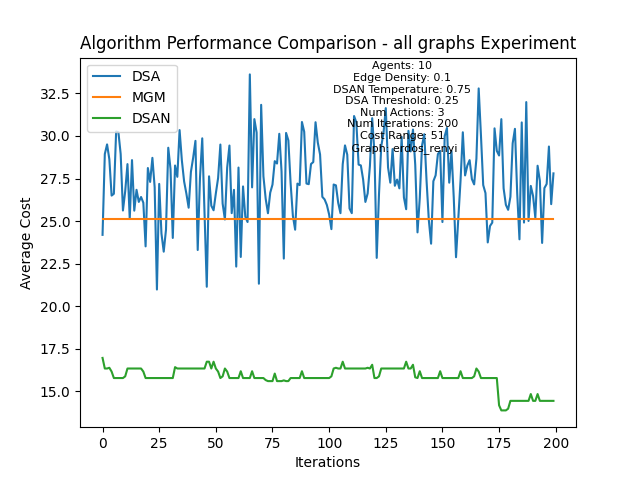 Algorithm Performance Comparison - all graphs Experiment
DSA
MGM
DSAN
Agents: 10
Edge Density: 0.1
DSAN Temperature: 0.75
DSA Threshold: 0.25
Num Actions: 3
Num Iterations: 200
Cost Range: 51
Graph: erdos_renyi
Average Cost
32.5
30.0
27.5
25.0
22.5
20.0
17.5
15.0
0 25 50 75 100 125 150 175 200
Iterations